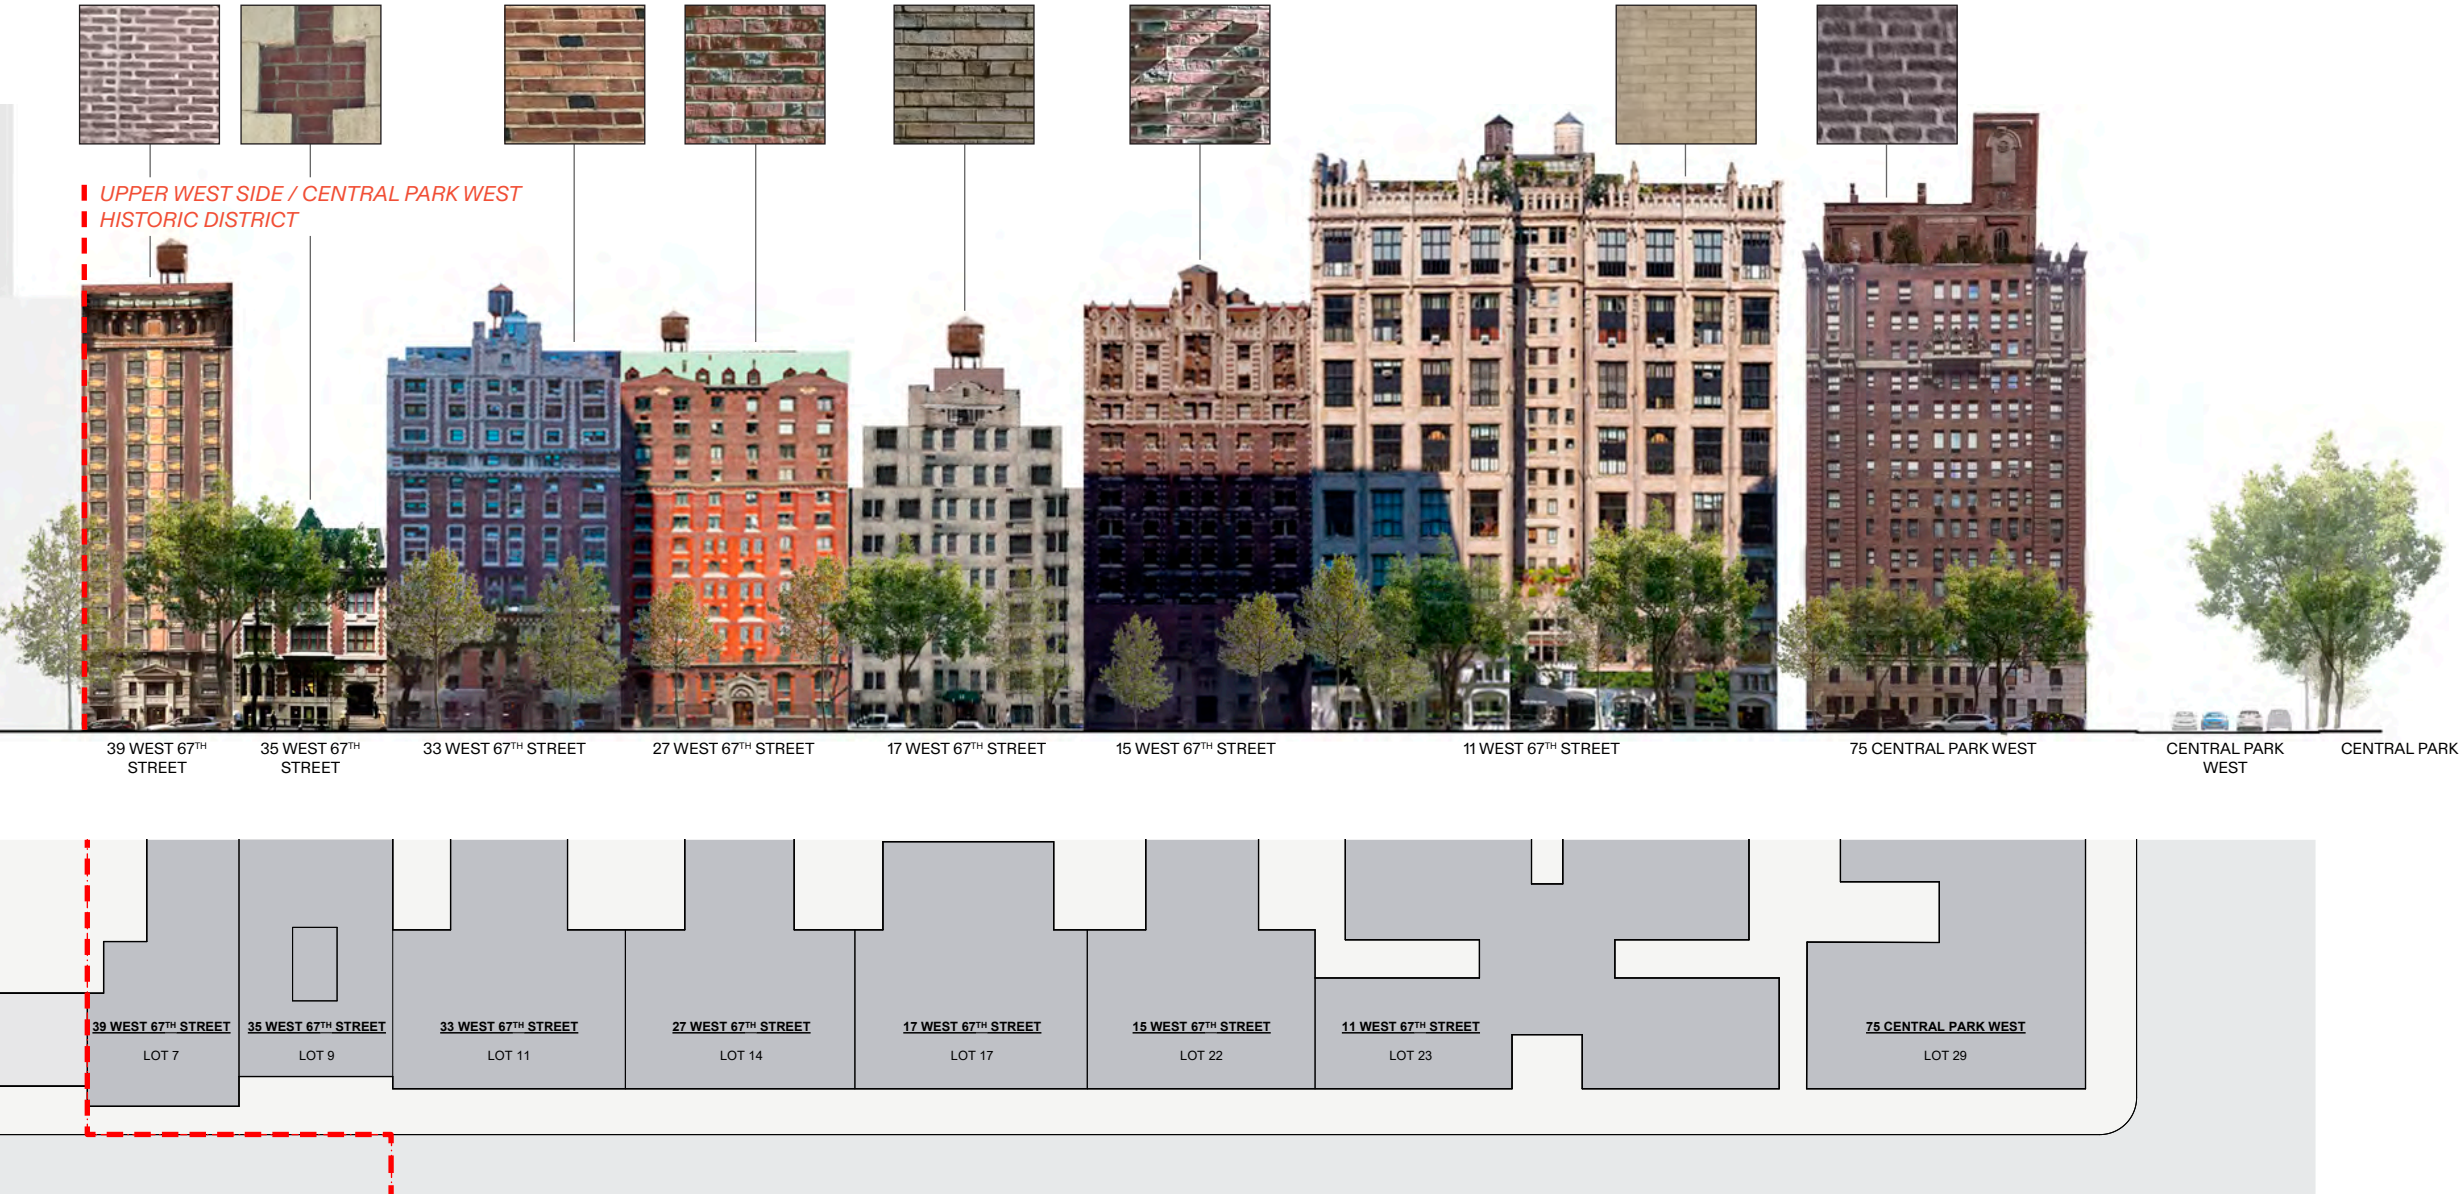 UPPER WEST SIDE / CENTRAL PARK WEST
HISTORIC DISTRICT
39 WEST 67TH
STREET
35 WEST 67TH
STREET
33 WEST 67TH STREET
27 WEST 67TH STREET
17 WEST 67TH STREET
15 WEST 67TH STREET
11 WEST 67TH STREET
75 CENTRAL PARK WEST
CENTRAL PARK
WEST
CENTRAL PARK
39 WEST 67TH STREET
LOT 7
35 WEST 67TH STREET
LOT 9
33 WEST 67TH STREET
LOT 11
27 WEST 67TH STREET
LOT 14
17 WEST 67TH STREET
LOT 17
15 WEST 67TH STREET
LOT 22
11 WEST 67TH STREET
LOT 23
75 CENTRAL PARK WEST
LOT 29